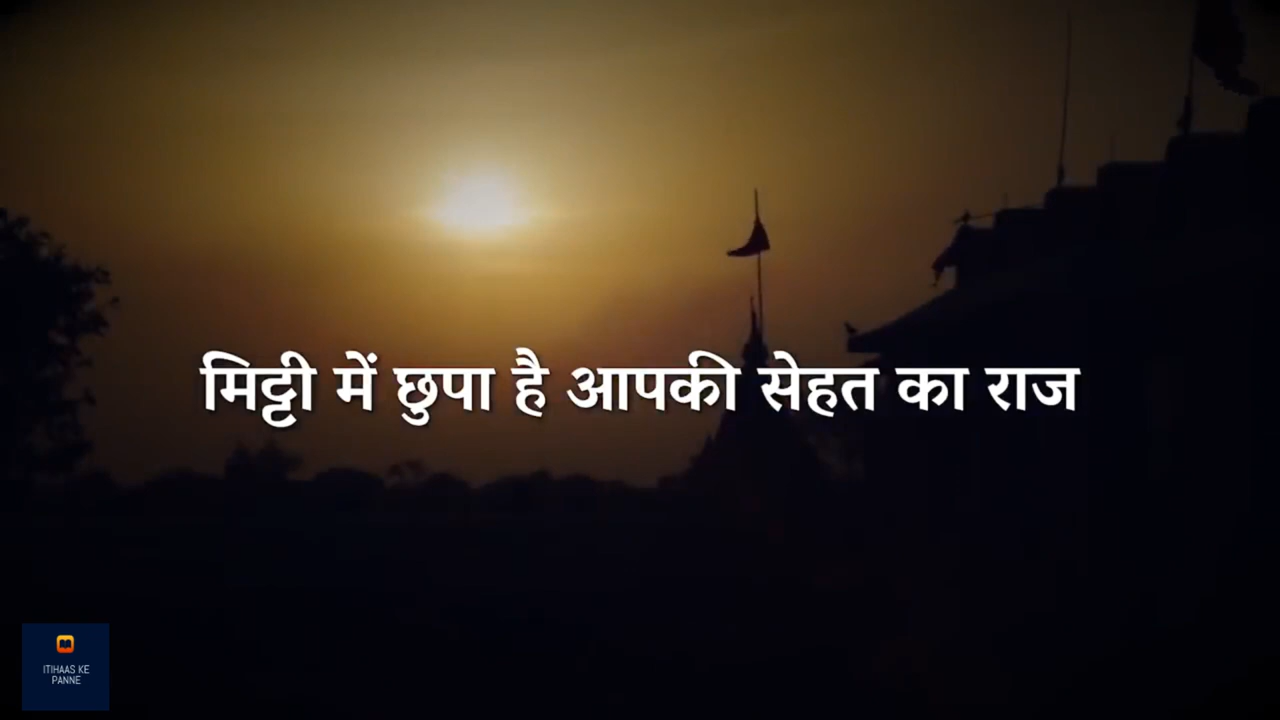 मिट्टी में छुपा है आपकी सेहत का राज
ITIHAAS KE
PANNE